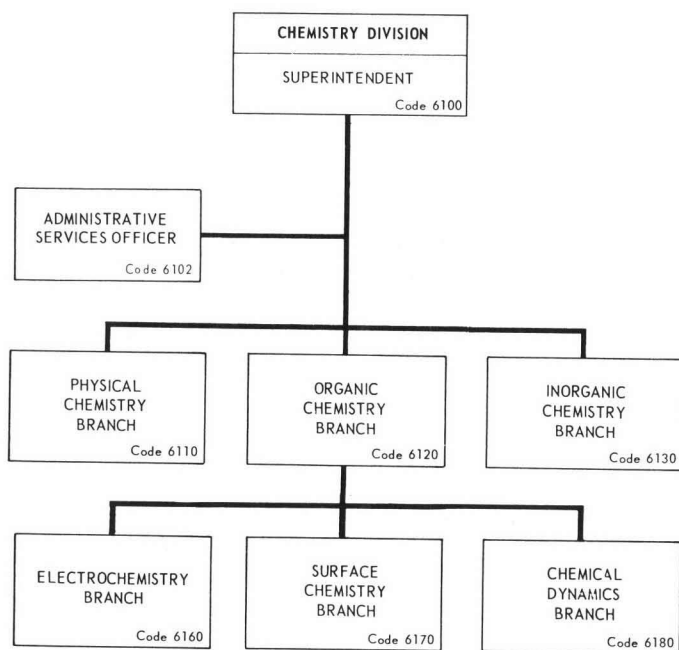 CHEMISTRY DIVISION
SUPERINTENDENT
Code 6100
ADMINISTRATIVE
SERVICES OFFICER
Code 6102
PHYSICAL
CHEMISTRY
BRANCH
Code 6110
ORGANIC
CHEMISTRY
BRANCH
Code 6120
INORGANIC
CHEMISTRY
BRANCH
Code 6130
ELECTROCHEMISTRY
BRANCH
Code 6160
SURFACE
CHEMISTRY
BRANCH
Code 6170
CHEMICAL
DYNAMICS
BRANCH
Code 6180